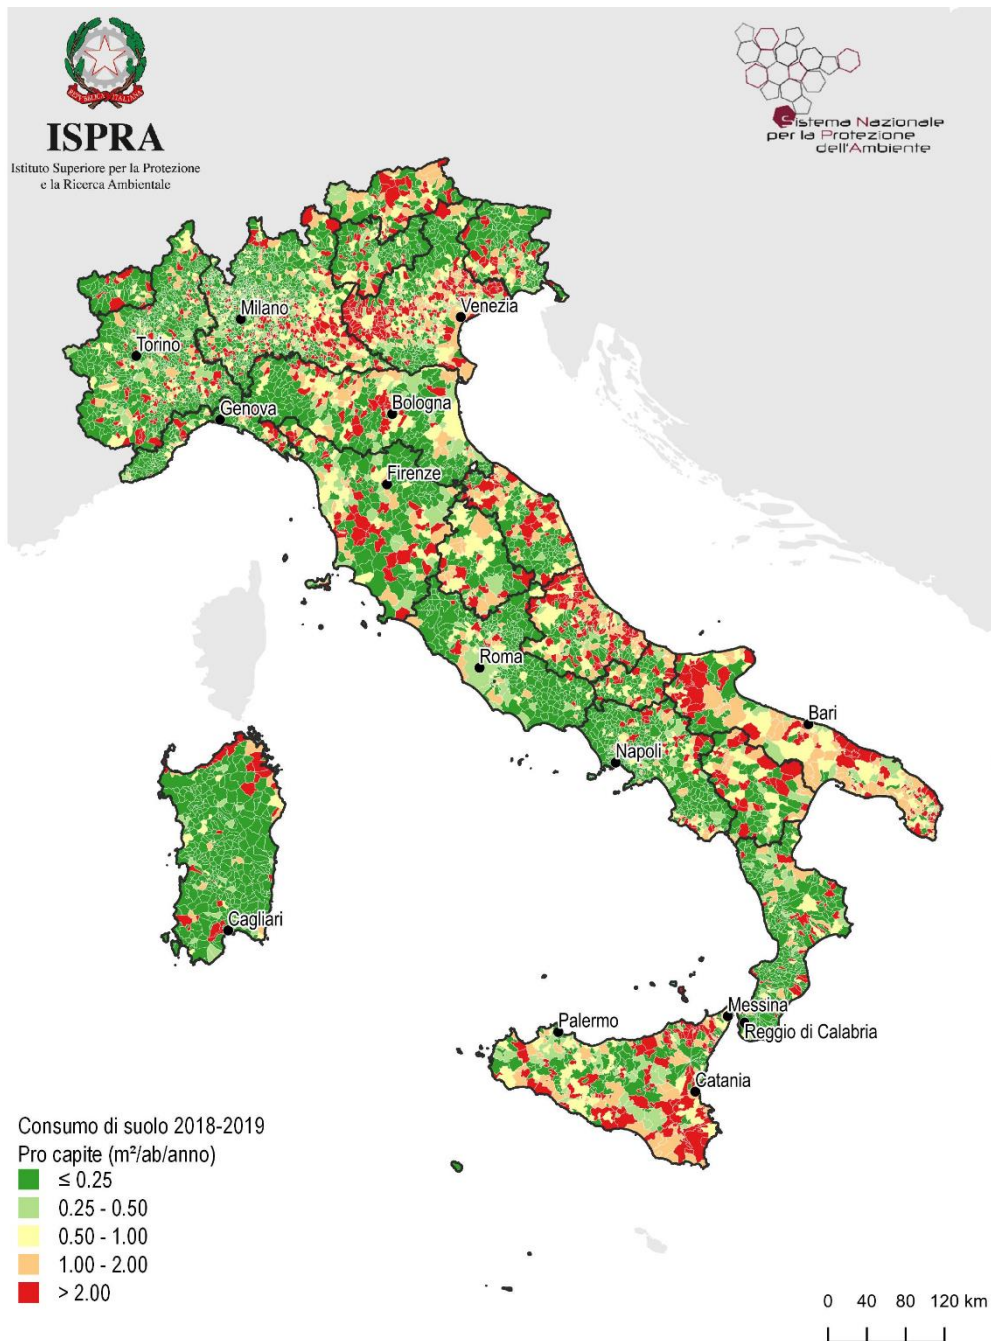 REPVBBLICA ITALIANA
ISPRA
Istituto Superiore per la Protezione
e la Ricerca Ambientale
Sistema Nazionale
per la Protezione
dell'Ambiente
Milano
Venezia
Torino
Genova
Bologna
Firenze
Roma
Bari
Napoli
Cagliari
Messina
Palermo
Reggio di Calabria
Catania
Consumo di suolo 2018-2019
Pro capite (m²/ab/anno)
≤ 0.25
0.25 - 0.50
0.50 - 1.00
1.00 - 2.00
> 2.00
0 40 80 120 km